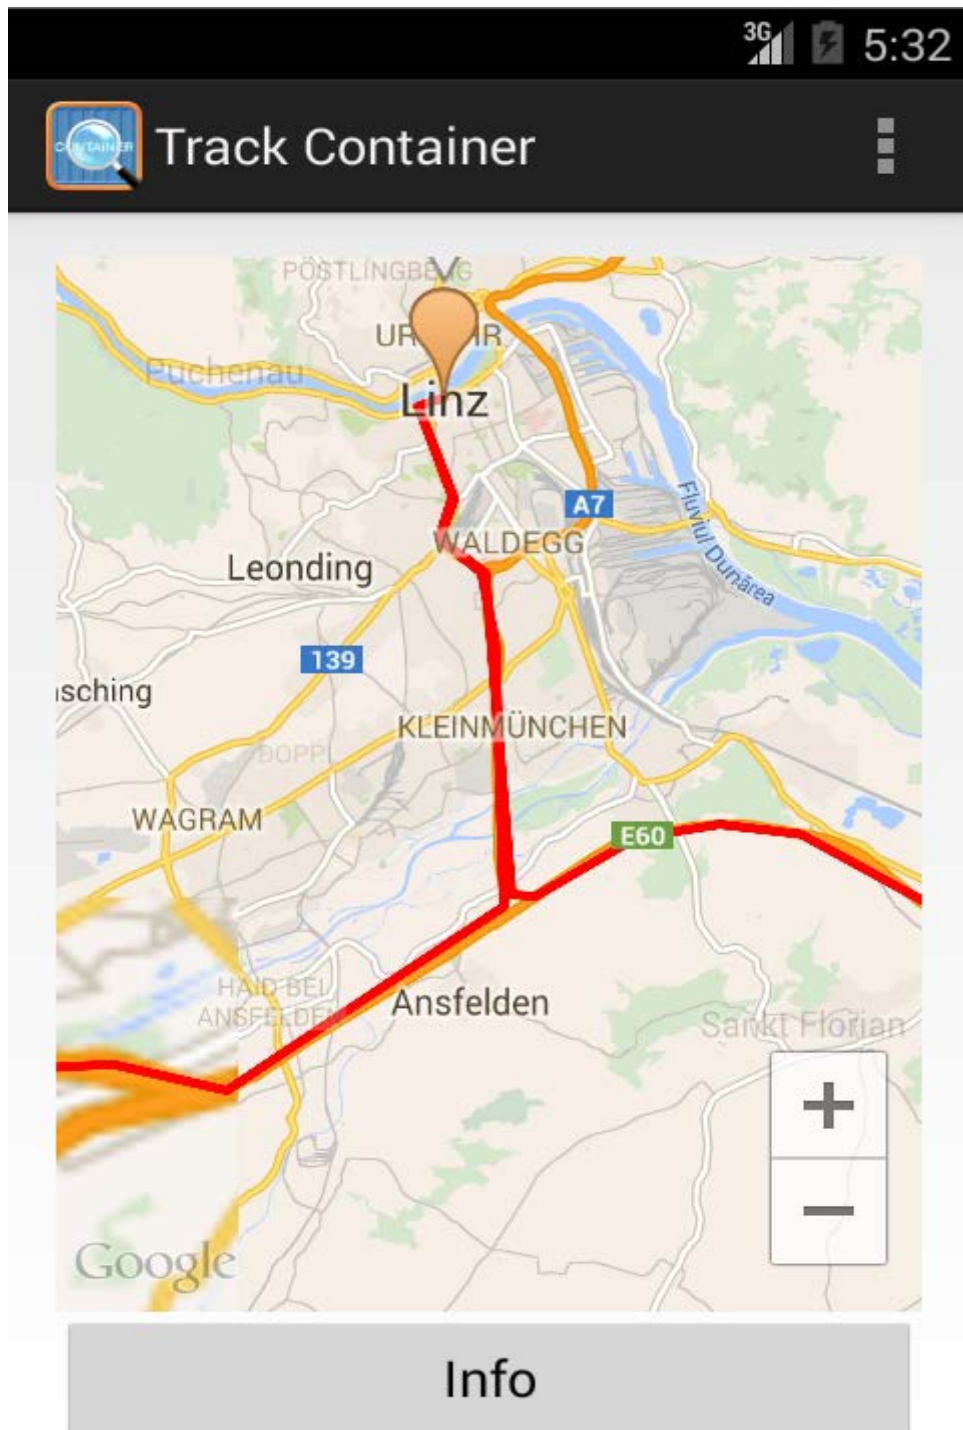 3G 5:32
CONTAINER
Track Container
PÖSTLINGBERG
Puchenau
Linz
A7
Fluviul Dunărea
WALDEGG
Leonding
139
KLEINMÜNCHEN
WAGRAM
E60
HAID BEI
ANSFELDEN
Ansfelden
Sankt Florian
+
−
Google
Info